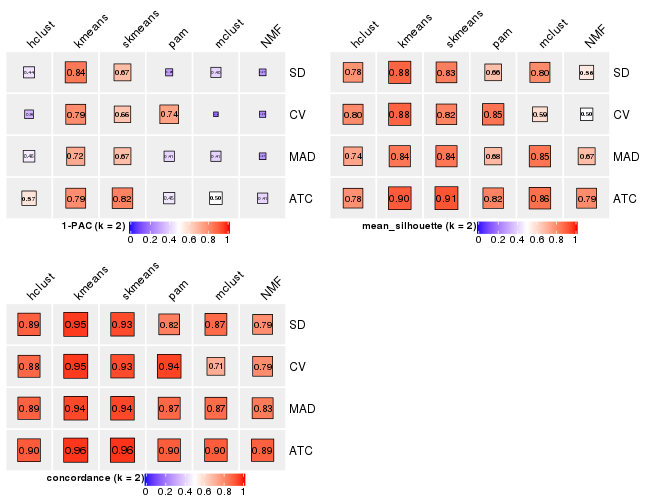 hclust kmeans skmeans pam mclust NMF
0.84 0.67 SD
0.79 0.66 0.74 CV
0.72 0.67 MAD
0.57 0.79 0.82 0.50 ATC
1-PAC (k = 2)
0 0.2 0.4 0.6 0.8 1
hclust kmeans skmeans pam mclust NMF
0.78 0.88 0.83 0.66 0.80 0.56 SD
0.80 0.88 0.82 0.85 0.59 0.50 CV
0.74 0.84 0.84 0.68 0.85 0.67 MAD
0.78 0.90 0.91 0.82 0.86 0.79 ATC
mean_silhouette (k = 2)
0 0.2 0.4 0.6 0.8 1
hclust kmeans skmeans pam mclust NMF
0.89 0.95 0.93 0.82 0.87 0.79 SD
0.88 0.95 0.93 0.94 0.71 0.79 CV
0.89 0.94 0.94 0.87 0.87 0.83 MAD
0.90 0.96 0.96 0.90 0.90 0.89 ATC
concordance (k = 2)
0 0.2 0.4 0.6 0.8 1